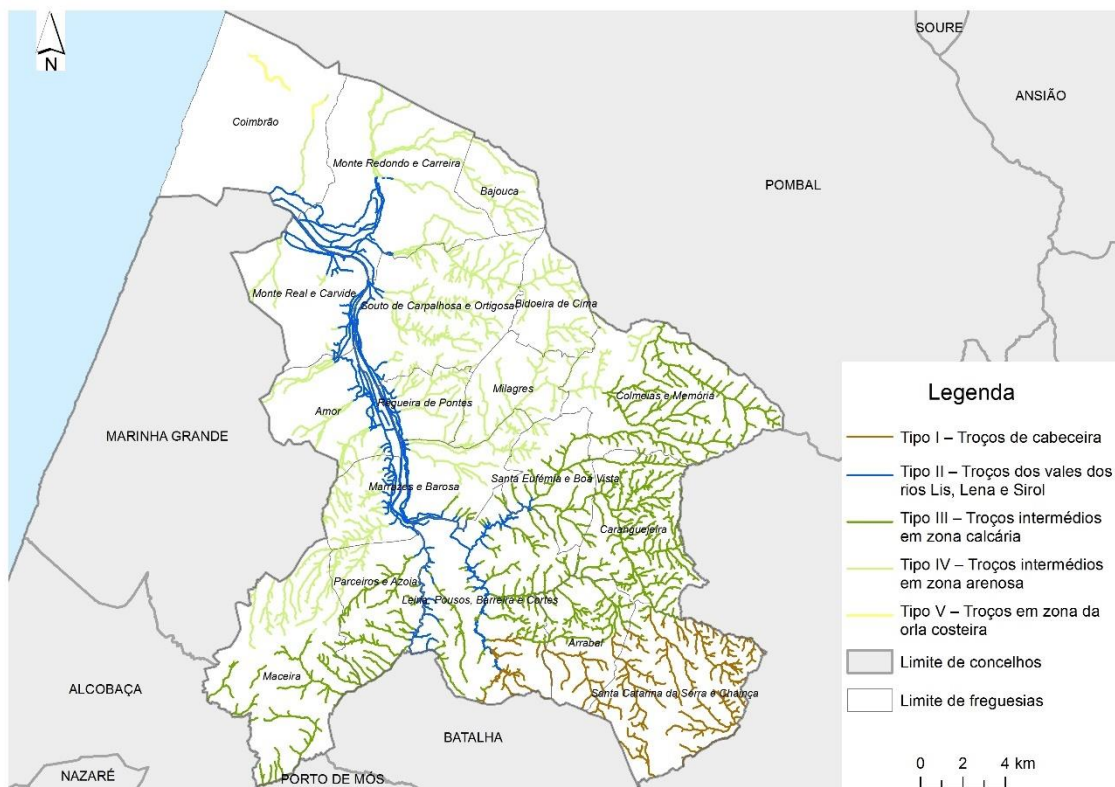 SOURE
ANSIÃO
N
Coimbrão
Monte Redondo e Carreira
Bajouca
POMBAL
Monte Real e Carvide
Souto de Carpalhosa e Ortigosa
Bidoeira de Cima
Milagres
Regueira de Pontes
Colmeias e Memória
Amor
MARINHA GRANDE
Marrazes e Barosa
Santa Eufémia e Boa Vista
Caranguejeira
Parceiros e Azoia
Leiria, Pousos, Barreira e Cortes
Arrabal
Maceira
Santa Catarina da Serra e Chainça
ALCOBAÇA
BATALHA
NAZARÉ
PORTO DE MÓS
Legenda
Tipo I – Troços de cabeceira
Tipo II – Troços dos vales dos
rios Lis, Lena e Sirol
Tipo III – Troços intermédios
em zona calcária
Tipo IV – Troços intermédios
em zona arenosa
Tipo V – Troços em zona da
orla costeira
Limite de concelhos
Limite de freguesias
0 2 4 km